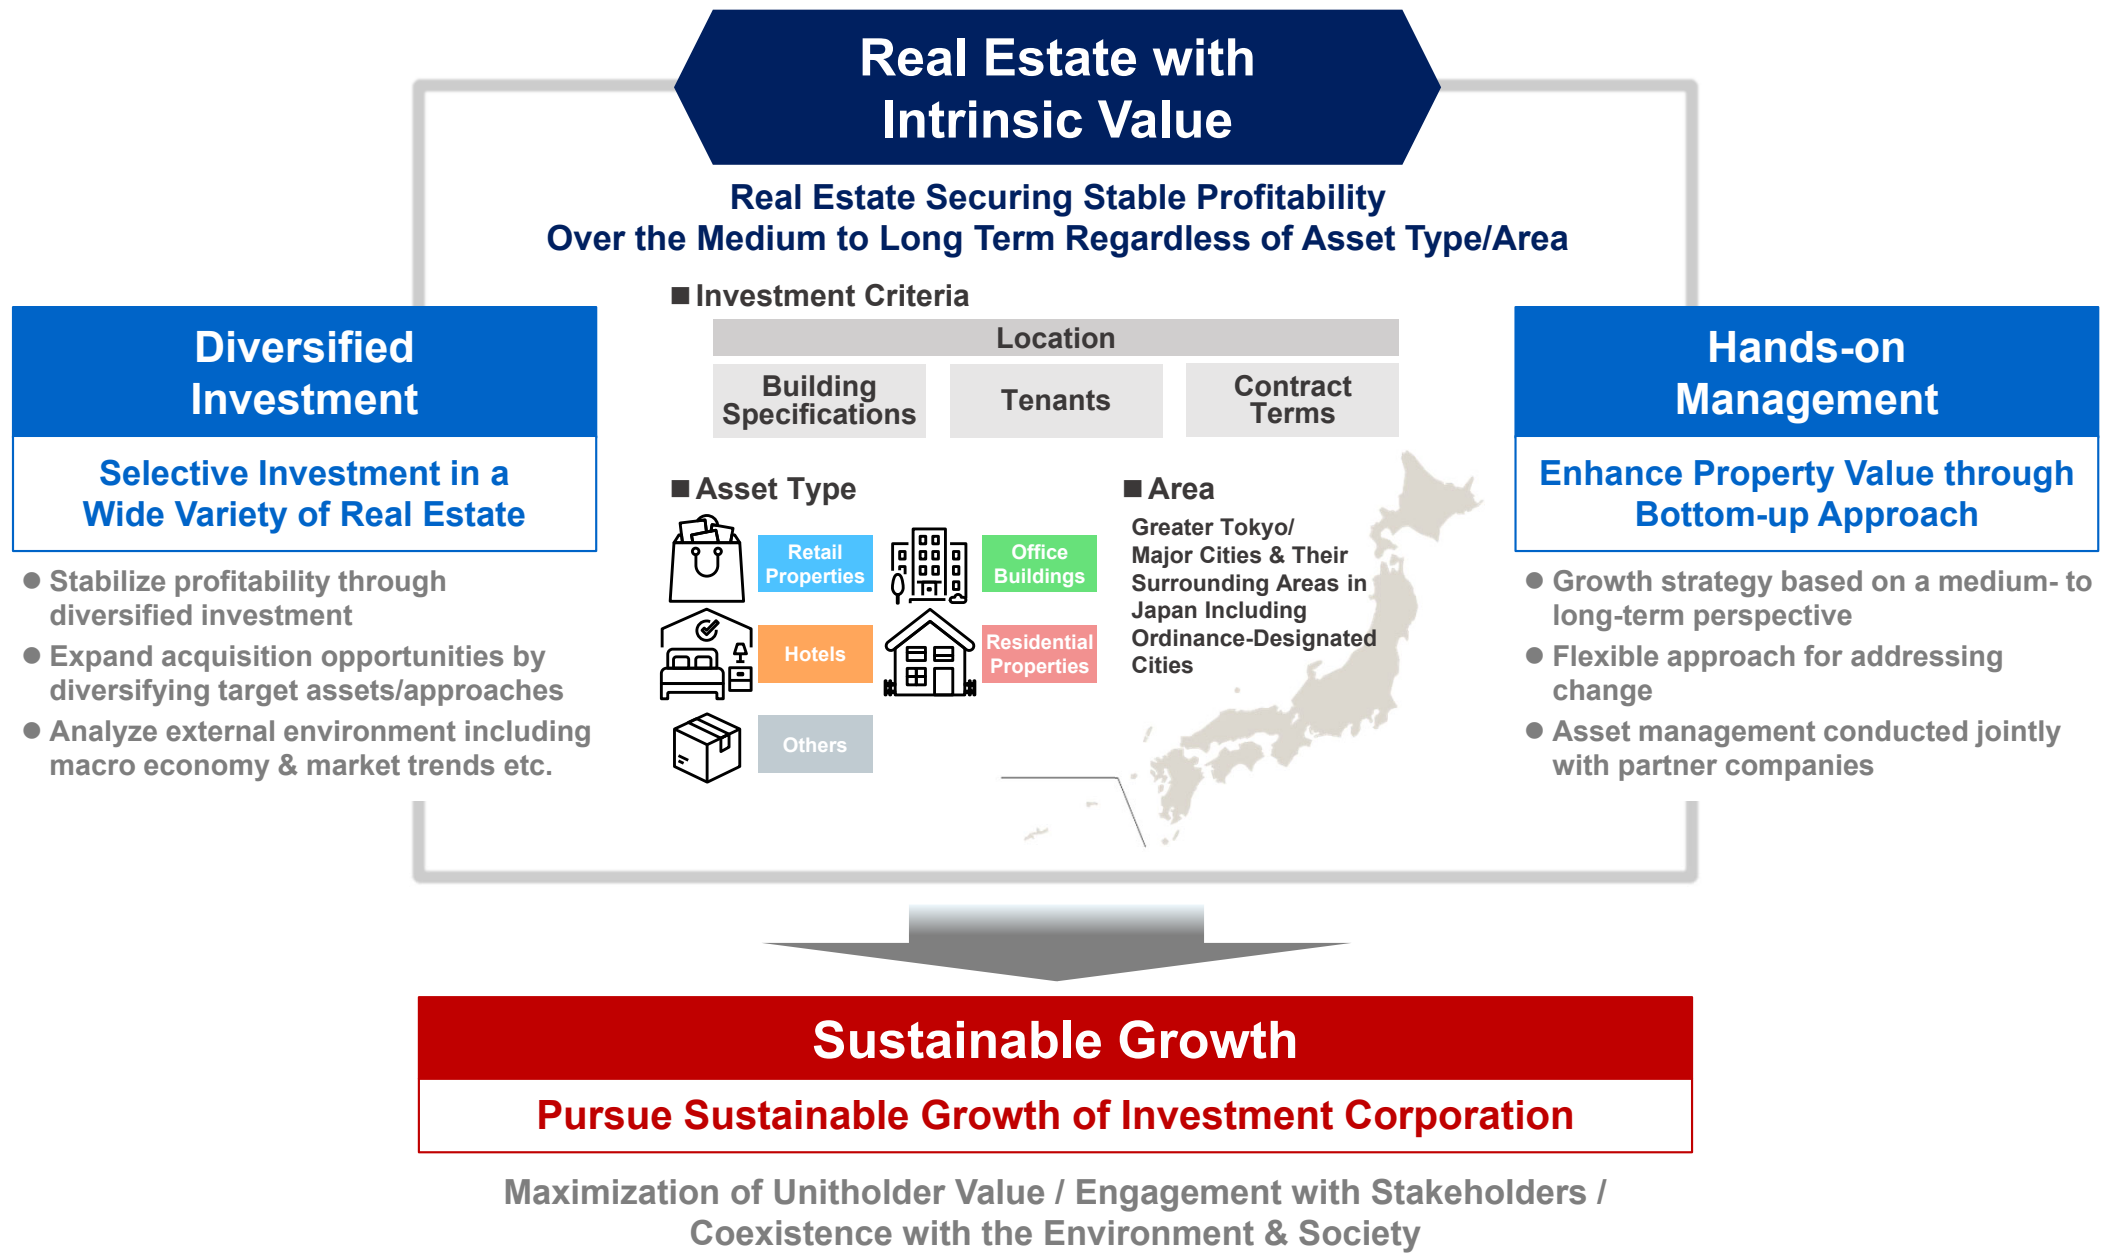 Real Estate with
Intrinsic Value
Real Estate Securing Stable Profitability
Over the Medium to Long Term Regardless of Asset Type/Area
Diversified
Investment
Selective Investment in a
Wide Variety of Real Estate
● Stabilize profitability through
diversified investment
● Expand acquisition opportunities by
diversifying target assets/approaches
● Analyze external environment including
macro economy & market trends etc.
■ Investment Criteria
Location
Building
Specifications
Tenants
Contract
Terms
■ Asset Type
Retail
Properties
Office
Buildings
Hotels
Residential
Properties
Others
■ Area
Greater Tokyo/
Major Cities & Their
Surrounding Areas in
Japan Including
Ordinance-Designated
Cities
Hands-on
Management
Enhance Property Value through
Bottom-up Approach
● Growth strategy based on a medium- to
long-term perspective
● Flexible approach for addressing
change
● Asset management conducted jointly
with partner companies
Sustainable Growth
Pursue Sustainable Growth of Investment Corporation
Maximization of Unitholder Value / Engagement with Stakeholders /
Coexistence with the Environment & Society